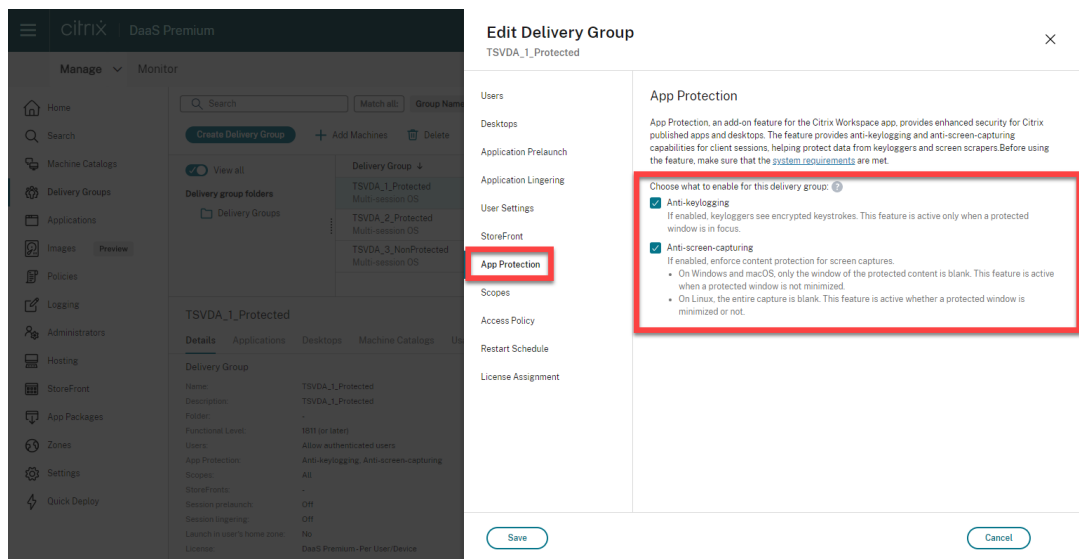 citrix | DaaS Premium
Manage Monitor
Home
Search
Machine Catalogs
Delivery Groups
Applications
Images Preview
Policies
Logging
Administrators
Hosting
StoreFront
App Packages
Zones
Settings
Quick Deploy
Search Match all: Group Name
Create Delivery Group Add Machines Delete
View all
Delivery group folders
Delivery Groups
Delivery Group ↓
TSVDA_1_Protected
Multi-session OS
TSVDA_2_Protected
Multi-session OS
TSVDA_3_NonProtected
Multi-session OS
TSVDA_1_Protected
Details Applications Desktops Machine Catalogs
Delivery Group
Name: TSVDA_1_Protected
Description: TSVDA_1_Protected
Folder: -
Functional Level: 1811 (or later)
Users: Allow authenticated users
App Protection: Anti-keylogging, Anti-screen-capturing
Scopes: All
StoreFronts: -
Session prelaunch: Off
Session lingering: Off
Launch in user's home zone: No
License: DaaS Premium - Per User/Device
Edit Delivery Group
TSVDA_1_Protected
Users
Desktops
Application Prelaunch
Application Lingering
User Settings
StoreFront
App Protection
Scopes
Access Policy
Restart Schedule
License Assignment
App Protection
App Protection, an add-on feature for the Citrix Workspace app, provides enhanced security for Citrix
published apps and desktops. The feature provides anti-keylogging and anti-screen-capturing
capabilities for client sessions, helping protect data from keyloggers and screen scrapers.Before using
the feature, make sure that the system requirements are met.
Choose what to enable for this delivery group: ?
Anti-keylogging
If enabled, keyloggers see encrypted keystrokes. This feature is active only when a protected
window is in focus.
Anti-screen-capturing
If enabled, enforce content protection for screen captures.
• On Windows and macOS, only the window of the protected content is blank. This feature is active
when a protected window is not minimized.
• On Linux, the entire capture is blank. This feature is active whether a protected window is
minimized or not.
Save Cancel